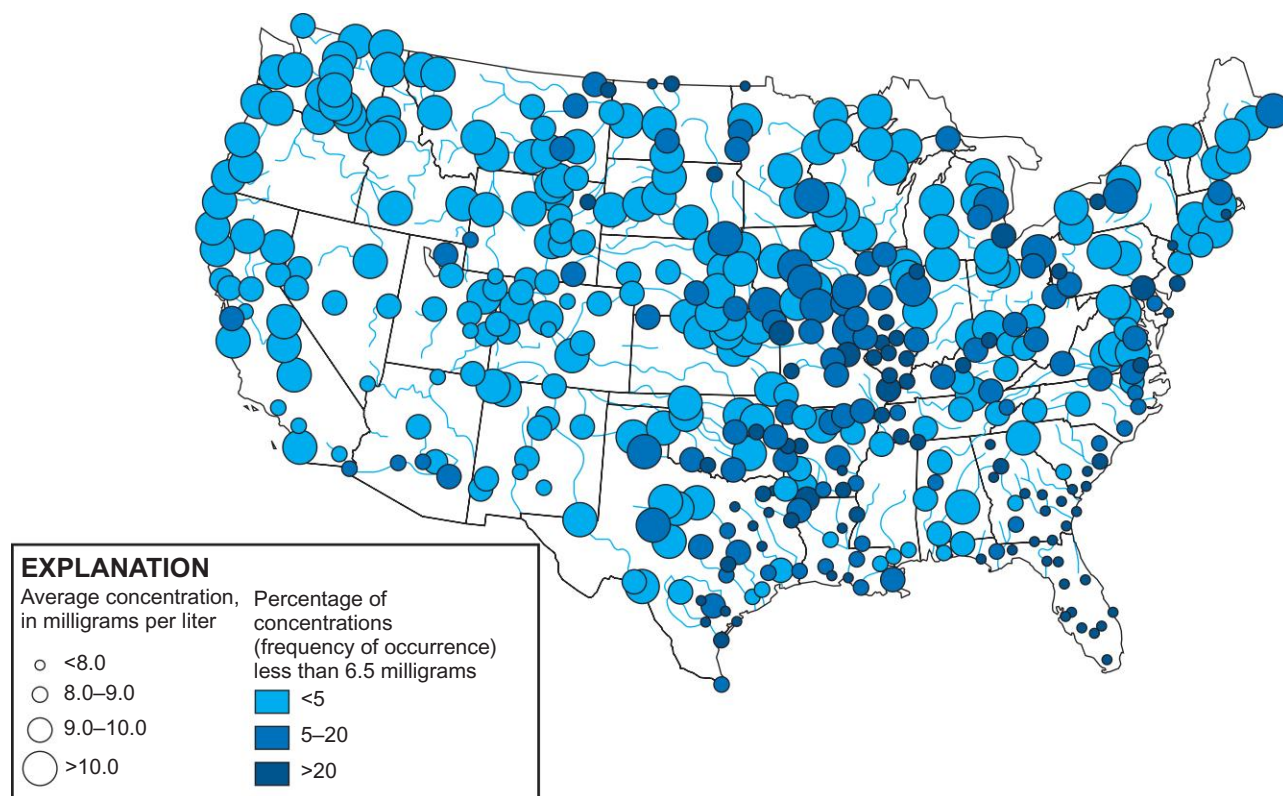 EXPLANATION
Average concentration,
in milligrams per liter
<8.0
8.0–9.0
9.0–10.0
>10.0
Percentage of
concentrations
(frequency of occurrence)
less than 6.5 milligrams
<5
5–20
>20